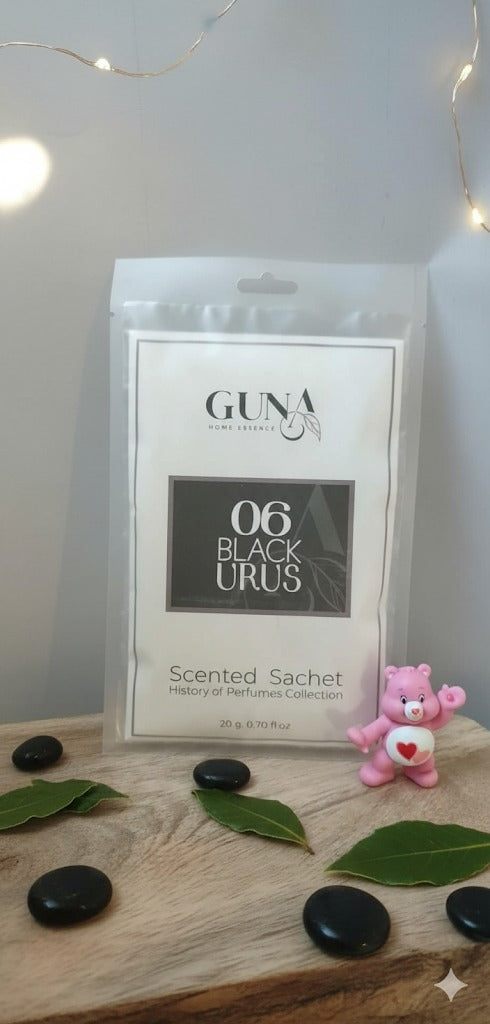 GUNA
HOME ESSENCE
06
BLACK
URUS
Scented Sachet
History of Perfumes Collection
20 g. 0,70 fl oz